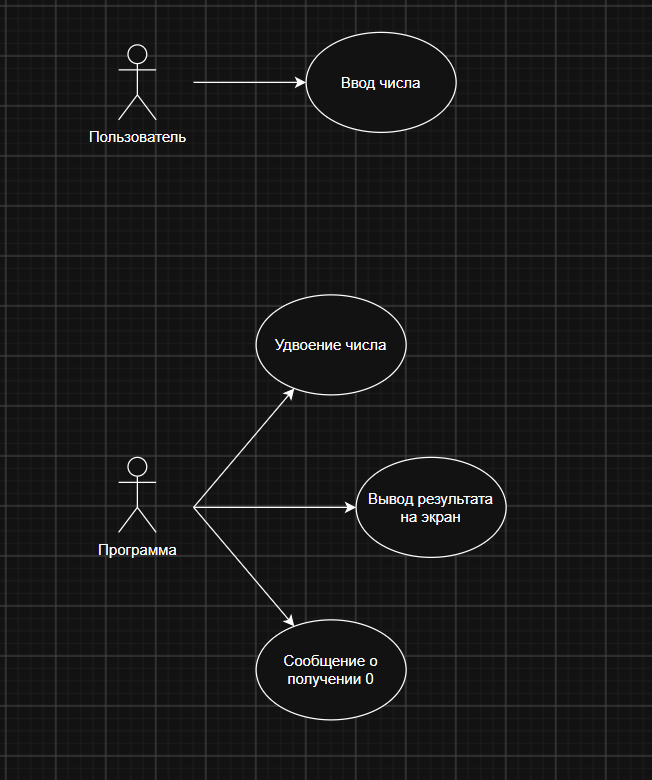 Ввод числа
Пользователь
Удвоение числа
Вывод результата
на экран
Программа
Сообщение о
получении 0